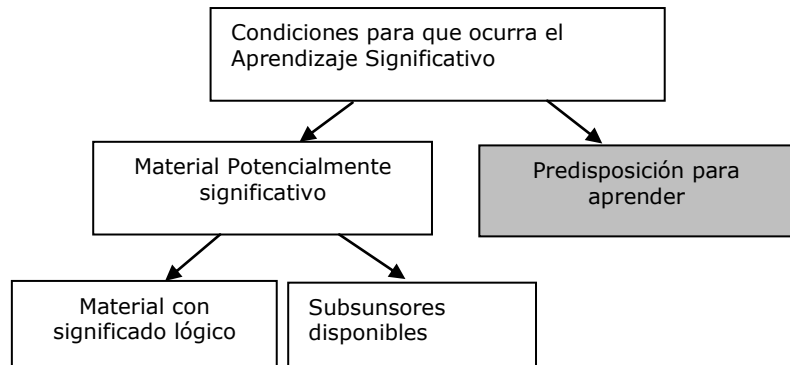 Condiciones para que ocurra el
Aprendizaje Significativo
Material Potencialmente
significativo
Predisposición para
aprender
Material con
significado lógico
Subsunsores
disponibles